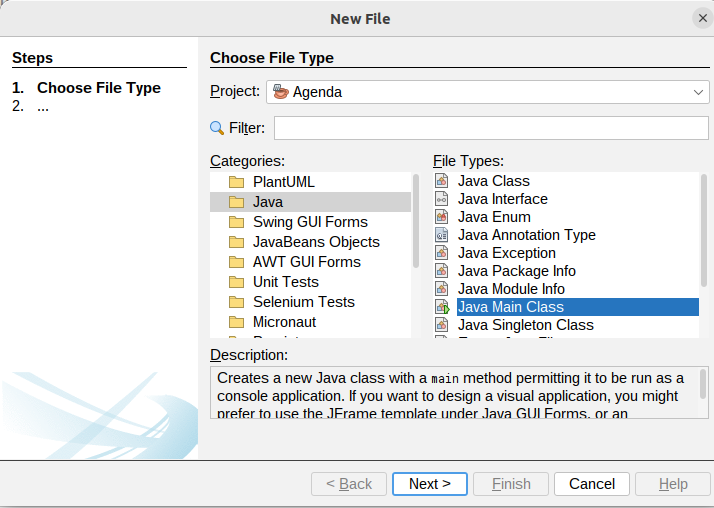 New File
Steps
1. Choose File Type
2. ...
Choose File Type
Project: Agenda
Filter:
Categories:
PlantUML
Java
Swing GUI Forms
JavaBeans Objects
AWT GUI Forms
Unit Tests
Selenium Tests
Micronaut
File Types:
Java Class
Java Interface
Java Enum
Java Annotation Type
Java Exception
Java Package Info
Java Module Info
Java Main Class
Java Singleton Class
Description:
Creates a new Java class with a main method permitting it to be run as a
console application. If you want to design a visual application, you might
prefer to use the JFrame template under Java GUI Forms, or an
< Back
Next >
Finish
Cancel
Help